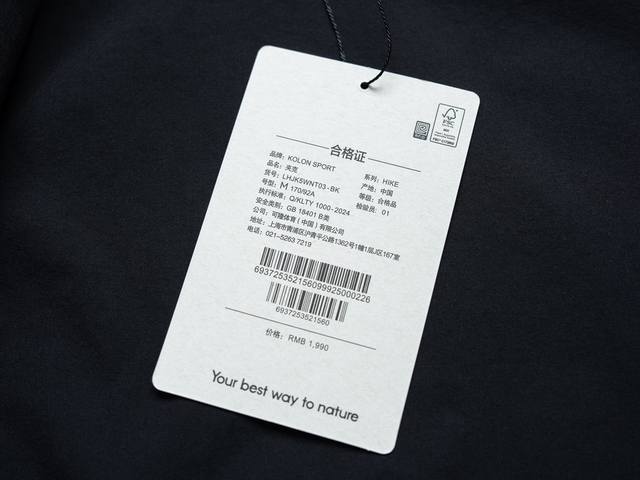 FSC
合格证
品牌: KOLON SPORT
系列: HIKE
品名: 夹克
产地: 中国
货号: LHJK5WNT03-BK
等级: 合格品
号型: M 170/92A
检验员: 01
执行标准: Q/KLTY 1000-2024
安全类别: GB 18401 B类
公司: 可隆体育(中国)有限公司
地址: 上海市青浦区沪青平公路1362号1幢1层J区167室
电话: 021-5263 7219
69372535215609992500226
6937253521560
价格: RMB 1,990
Your best way to nature